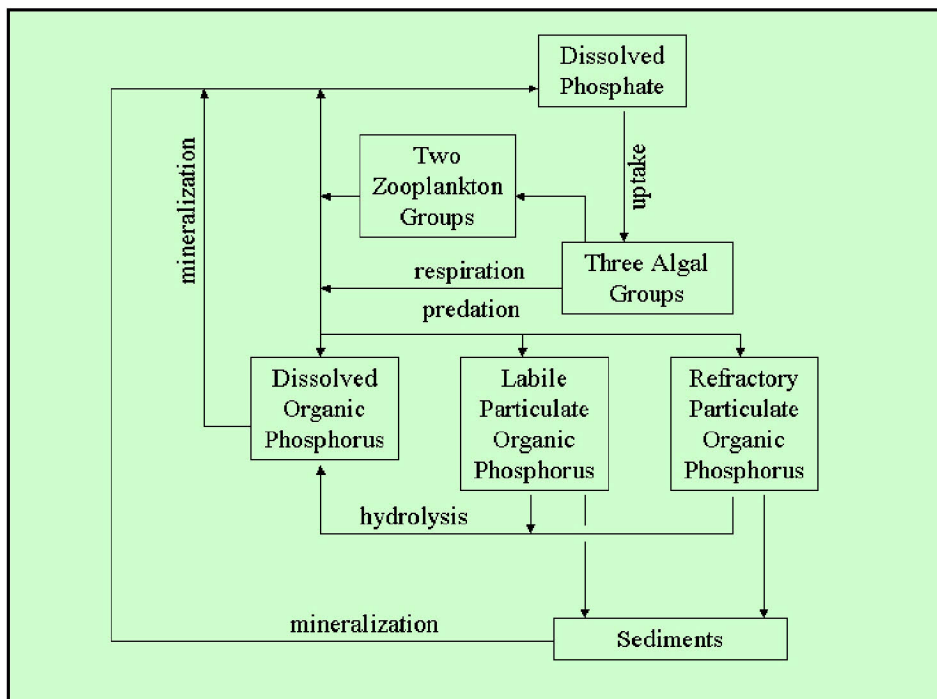 Dissolved
Phosphate
mineralization
Two
Zooplankton
Groups
uptake
respiration
Three Algal
Groups
predation
Dissolved
Organic
Phosphorus
Labile
Particulate
Organic
Phosphorus
Refractory
Particulate
Organic
Phosphorus
hydrolysis
mineralization
Sediments